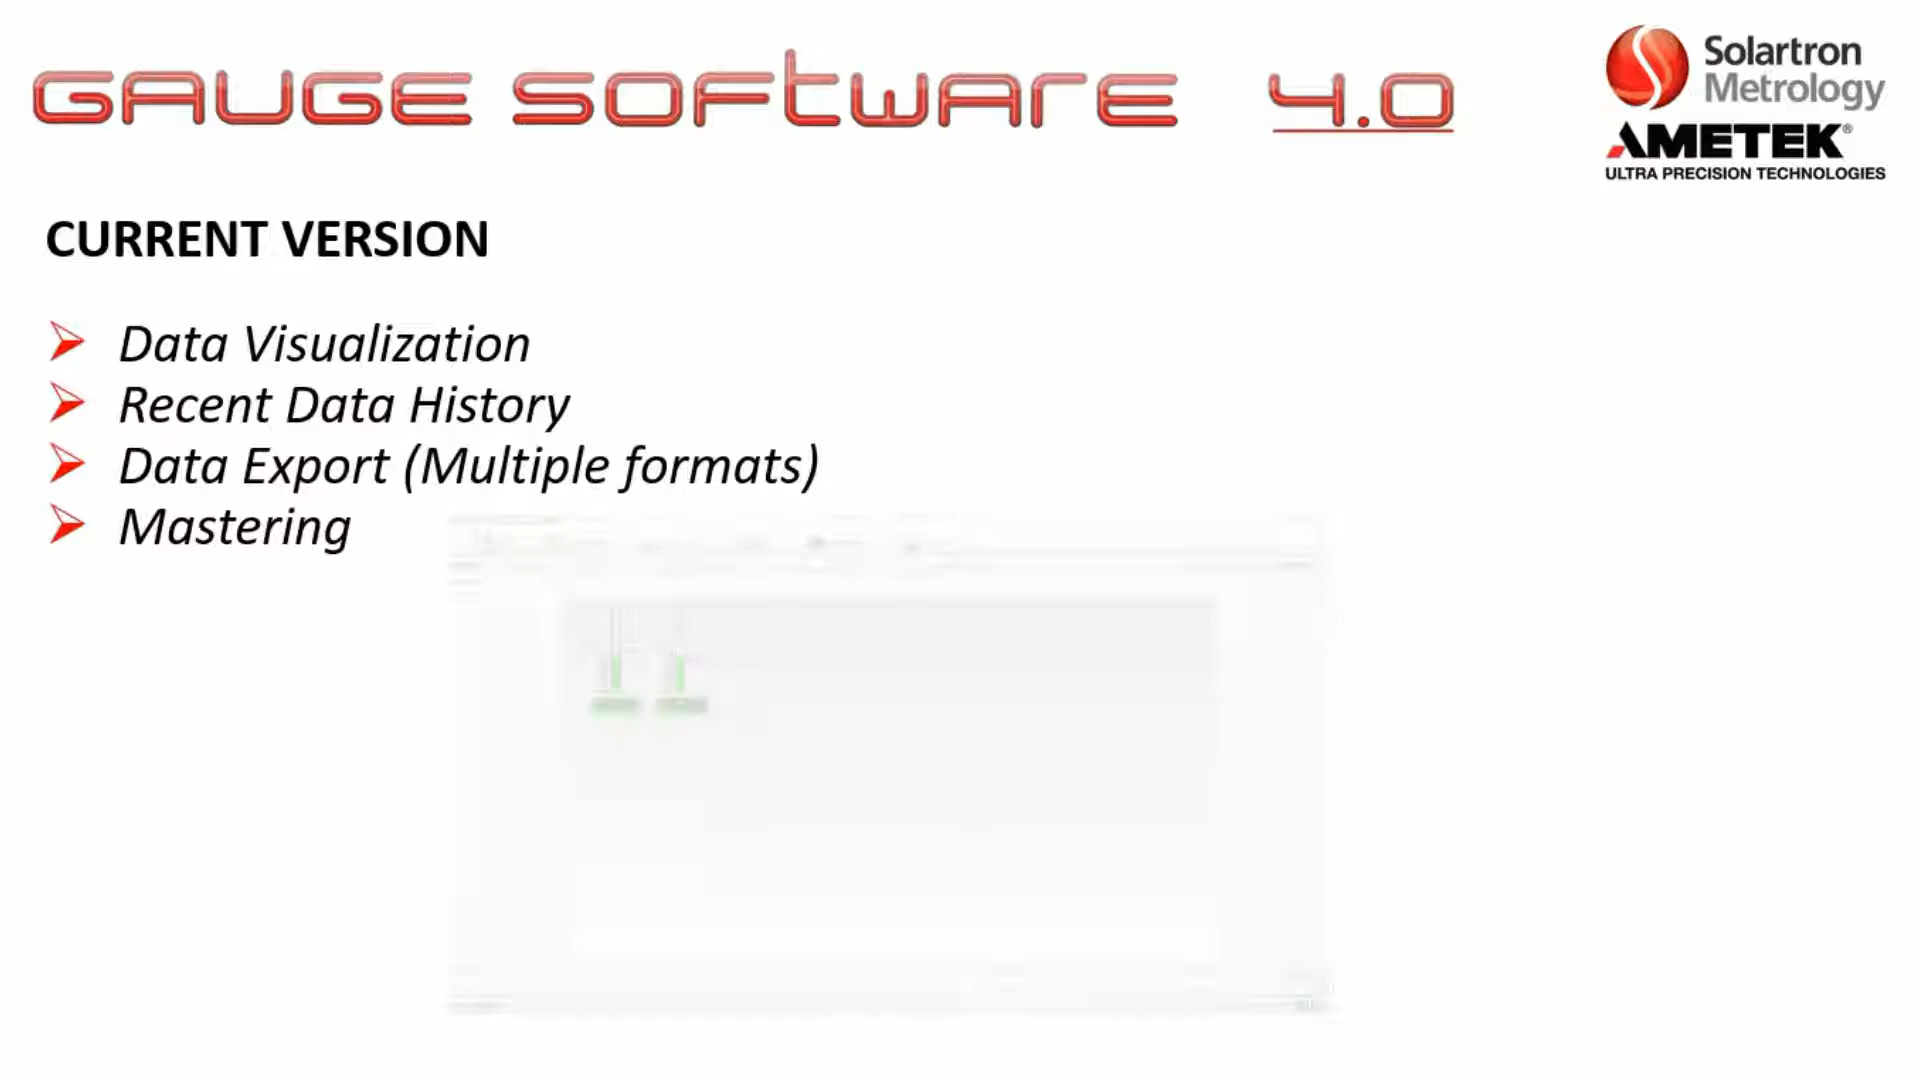 GAUGE SOFtWArE 4.0
Solartron
Metrology
AMETEK®
ULTRA PRECISION TECHNOLOGIES
CURRENT VERSION
Data Visualization
Recent Data History
Data Export (Multiple formats)
Mastering